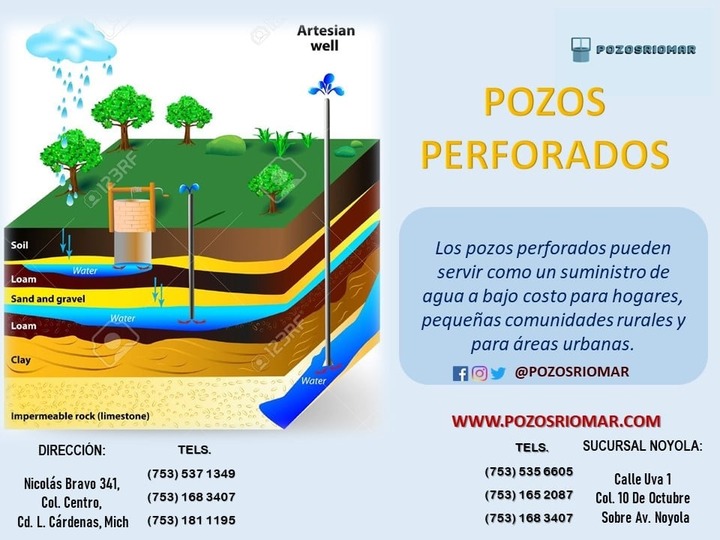 Artesian
well
POZOSRIOMAR
POZOS
PERFORADOS
123RF
Soil
Water
Loam
Sand and gravel
Water
Loam
Clay
Water
Impermeable rock (limestone)
Los pozos perforados pueden
servir como un suministro de
agua a bajo costo para hogares,
pequeñas comunidades rurales y
para áreas urbanas.
@POZOSRIOMAR
WWW.POZOSRIOMAR.COM
DIRECCIÓN:
Nicolás Bravo 341,
Col. Centro,
Cd. L. Cárdenas, Mich
TELS.
(753) 537 1349
(753) 168 3407
(753) 181 1195
TELS.
(753) 535 6605
(753) 165 2087
(753) 168 3407
SUCURSAL NOYOLA:
Calle Uva 1
Col. 10 De Octubre
Sobre Av. Noyola